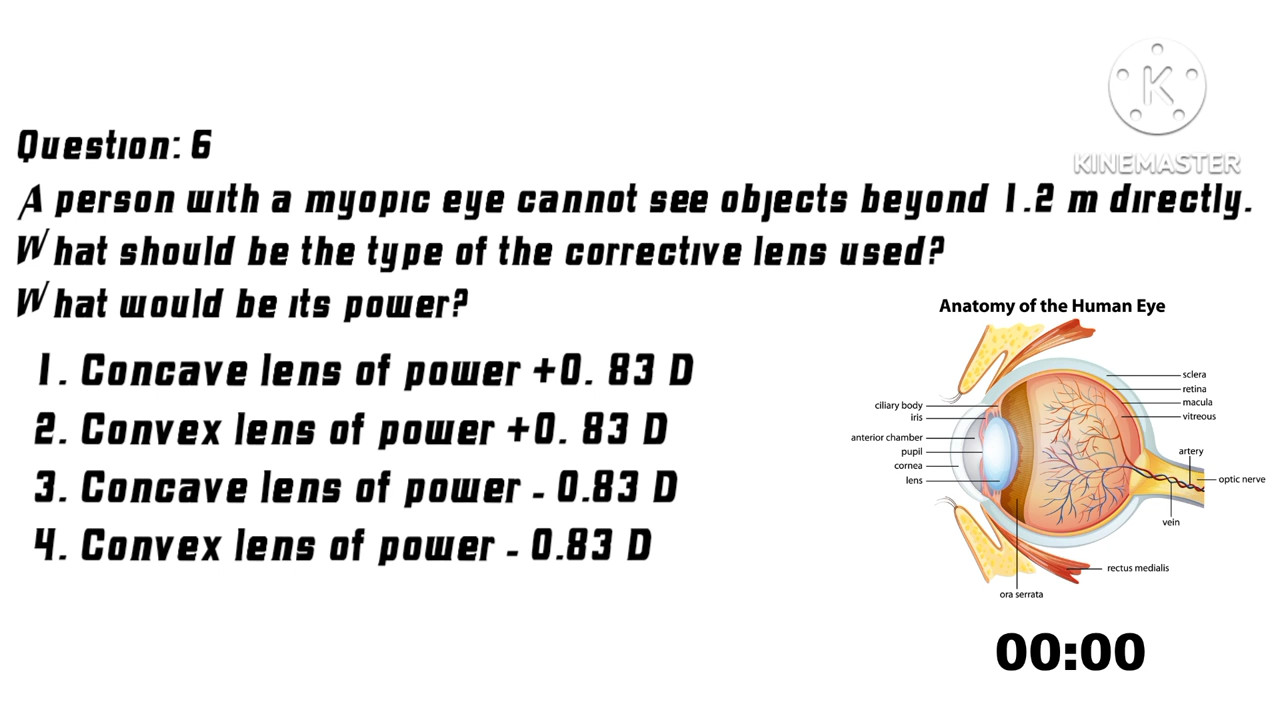 KINEMASTER
Question: 6
A person with a myopic eye cannot see objects beyond 1.2 m directly.
What should be the type of the corrective lens used?
What would be its power?
1. Concave lens of power +0. 83 D
2. Convex lens of power +0. 83 D
3. Concave lens of power - 0.83 D
4. Convex lens of power - 0.83 D
Anatomy of the Human Eye
sclera
retina
macula
vitreous
ciliary body
iris
anterior chamber
pupil
cornea
lens
artery
optic nerve
vein
rectus medialis
ora serrata
00:00